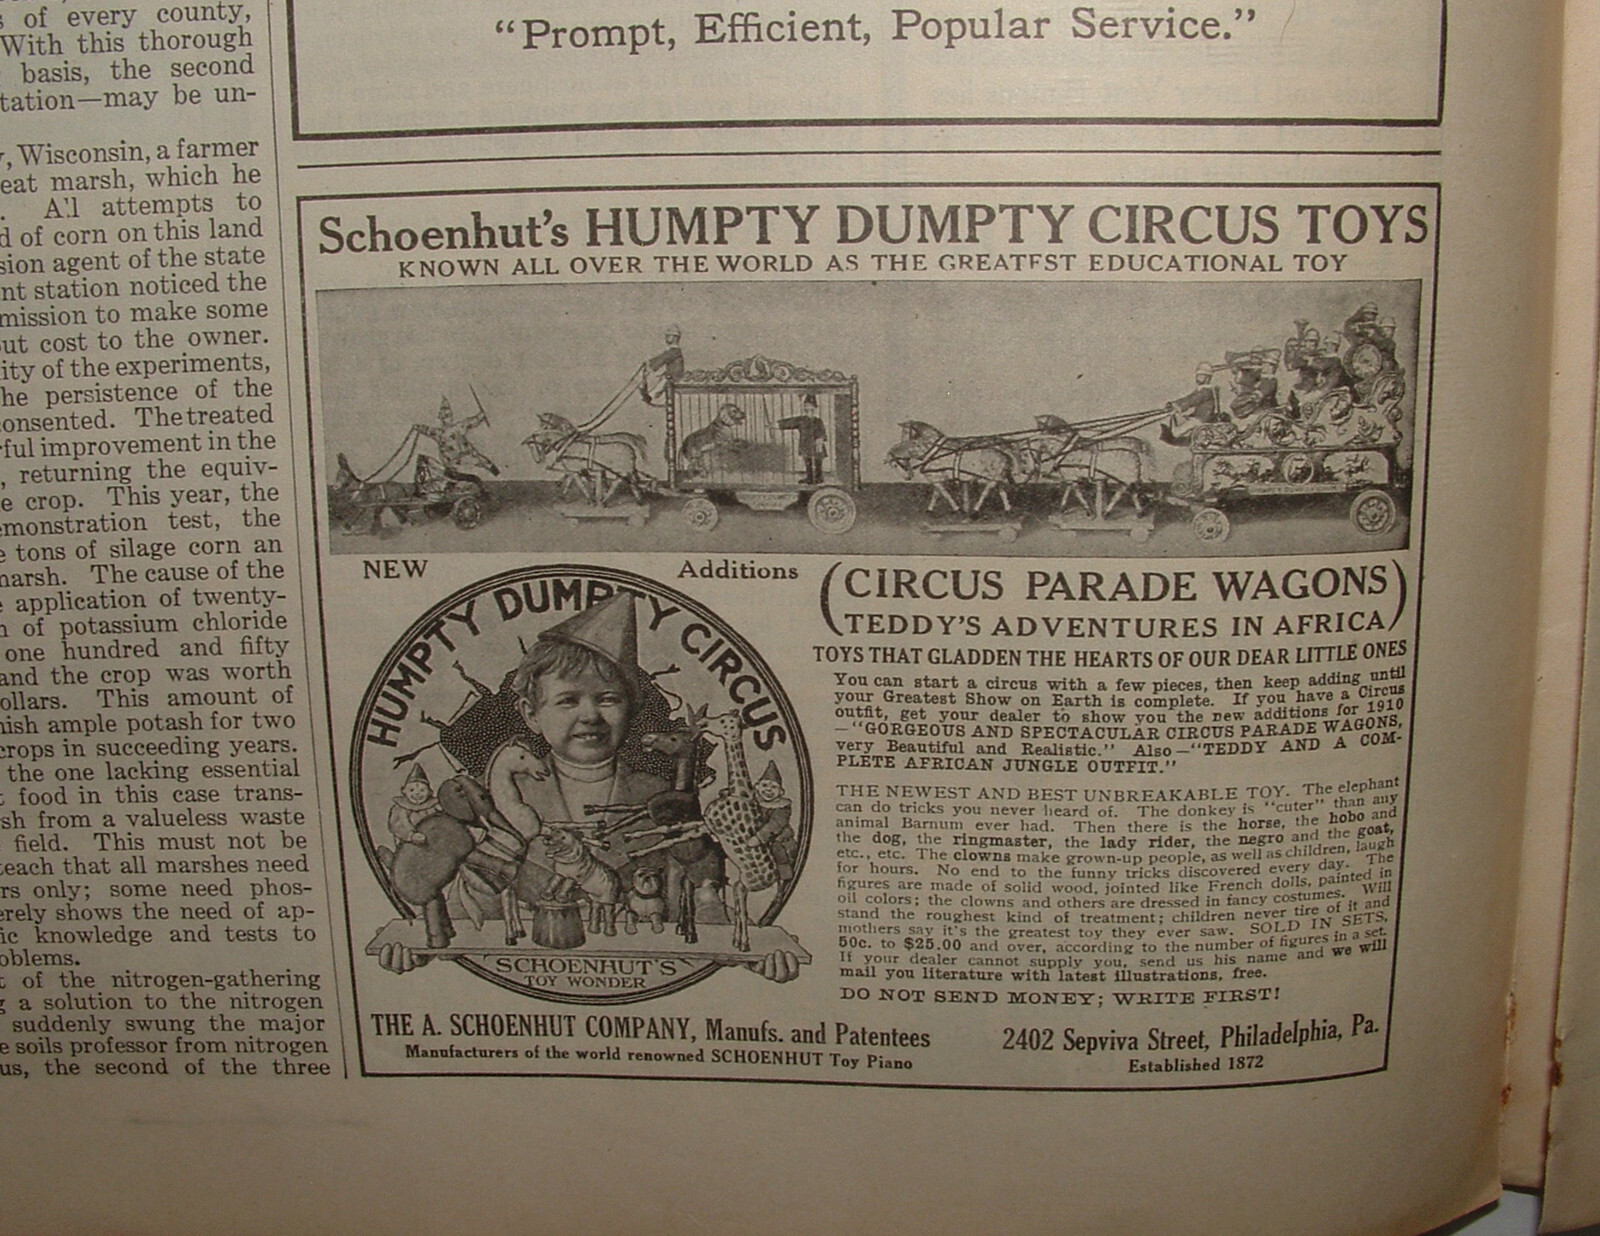 s of every county,
With this thorough
basis, the second
tation—may be un-
, Wisconsin, a farmer
eat marsh, which he
. All attempts to
d of corn on this land
sion agent of the state
nt station noticed the
mission to make some
out cost to the owner.
ity of the experiments,
he persistence of the
onsented. The treated
rful improvement in the
, returning the equiv-
e crop. This year, the
emonstration test, the
e tons of silage corn an
marsh. The cause of the
e application of twenty-
n of potassium chloride
one hundred and fifty
and the crop was worth
ollars. This amount of
nish ample potash for two
crops in succeeding years.
the one lacking essential
t food in this case trans-
sh from a valueless waste
field. This must not be
teach that all marshes need
rs only; some need phos-
erely shows the need of ap-
ic knowledge and tests to
oblems.
t of the nitrogen-gathering
g a solution to the nitrogen
suddenly swung the major
e soils professor from nitrogen
us, the second of the three
"Prompt, Efficient, Popular Service."
Schoenhut's HUMPTY DUMPTY CIRCUS TOYS
KNOWN ALL OVER THE WORLD AS THE GREATEST EDUCATIONAL TOY
NEW Additions
(CIRCUS PARADE WAGONS)
TEDDY'S ADVENTURES IN AFRICA
HUMPTY DUMPTY CIRCUS
SCHOENHUT'S
TOY WONDER
TOYS THAT GLADDEN THE HEARTS OF OUR DEAR LITTLE ONES
You can start a circus with a few pieces, then keep adding until
your Greatest Show on Earth is complete. If you have a Circus
outfit, get your dealer to show you the new additions for 1910
—"GORGEOUS AND SPECTACULAR CIRCUS PARADE WAGONS,
very Beautiful and Realistic." Also—"TEDDY AND A COM-
PLETE AFRICAN JUNGLE OUTFIT."
THE NEWEST AND BEST UNBREAKABLE TOY. The elephant
can do tricks you never heard of. The donkey is "cuter" than any
animal Barnum ever had. Then there is the horse, the hobo and
the dog, the ringmaster, the lady rider, the negro and the goat,
etc., etc. The clowns make grown-up people, as well as children, laugh
for hours. No end to the funny tricks discovered every day. The
figures are made of solid wood, jointed like French dolls, painted in
oil colors; the clowns and others are dressed in fancy costumes. Will
stand the roughest kind of treatment; children never tire of it and
mothers say it's the greatest toy they ever saw. SOLD IN SETS,
50c. to $25.00 and over, according to the number of figures in a set.
If your dealer cannot supply you, send us his name and we will
mail you literature with latest illustrations, free.
DO NOT SEND MONEY; WRITE FIRST!
THE A. SCHOENHUT COMPANY, Manufs. and Patentees
Manufacturers of the world renowned SCHOENHUT Toy Piano
2402 Sepviva Street, Philadelphia, Pa.
Established 1872